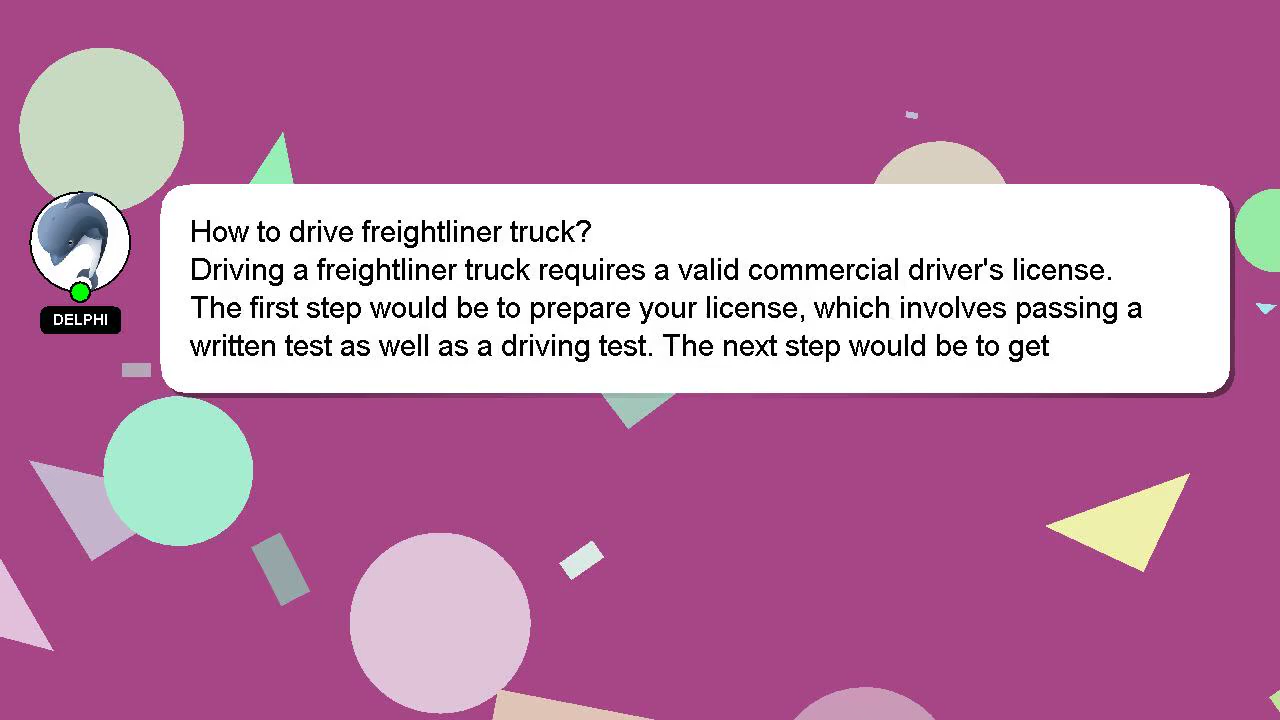 How to drive freightliner truck?
Driving a freightliner truck requires a valid commercial driver's license.
The first step would be to prepare your license, which involves passing a
written test as well as a driving test. The next step would be to get
DELPHI